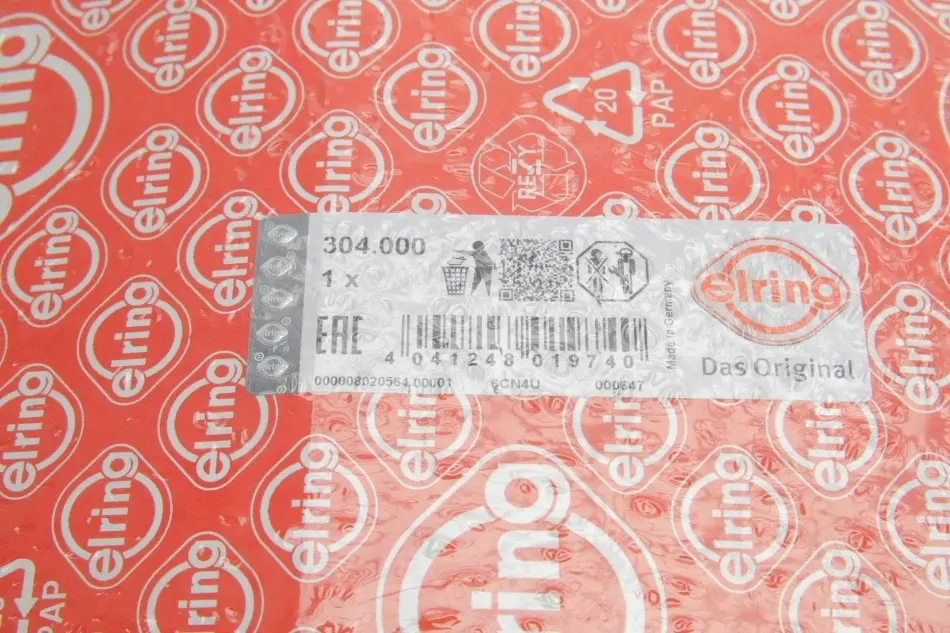 elring
20
PAP
RESY
304.000
1 x
EAC
4 041248 019740
000008020564.00001 6CN4U 000647
Made in Germany
elring
Das Original
PAP